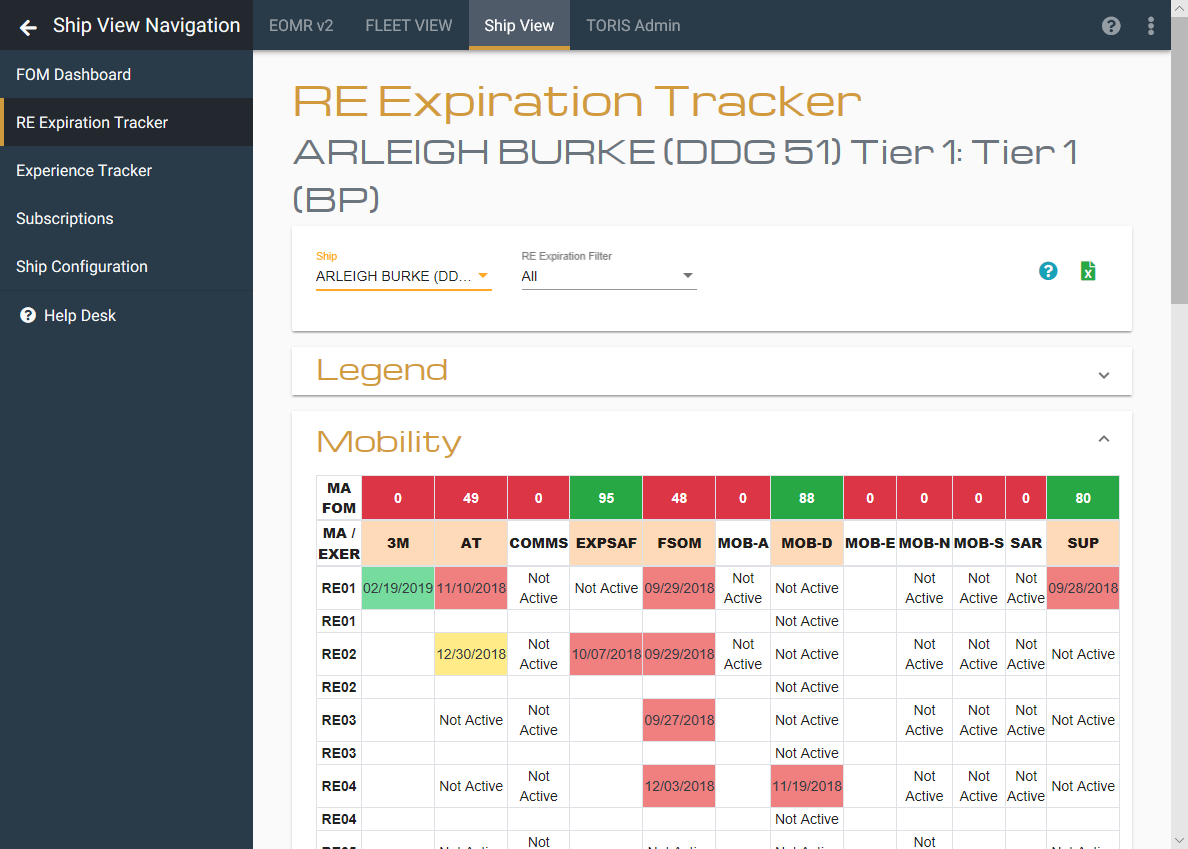 Ship View Navigation
EOMR v2 FLEET VIEW Ship View TORIS Admin
FOM Dashboard
RE Expiration Tracker
Experience Tracker
Subscriptions
Ship Configuration
Help Desk
RE Expiration Tracker
ARLEIGH BURKE (DDG 51) Tier 1: Tier 1
(BP)
Ship RE Expiration Filter
ARLEIGH BURKE (DD... All
Legend
Mobility
MA FOM 0 49 0 95 48 0 88 0 0 0 0 80
MA / EXER 3M AT COMMS EXPSAF FSOM MOB-A MOB-D MOB-E MOB-N MOB-S SAR SUP
RE01 02/19/2019 11/10/2018 Not Active Not Active 09/29/2018 Not Active Not Active Not Active Not Active Not Active 09/28/2018
RE01 Not Active
RE02 12/30/2018 Not Active 10/07/2018 09/29/2018 Not Active Not Active Not Active Not Active Not Active Not Active
RE02 Not Active
RE03 Not Active Not Active 09/27/2018 Not Active Not Active Not Active Not Active Not Active
RE03 Not Active
RE04 Not Active Not Active 12/03/2018 11/19/2018 Not Active Not Active Not Active Not Active
RE04 Not Active
Not Not